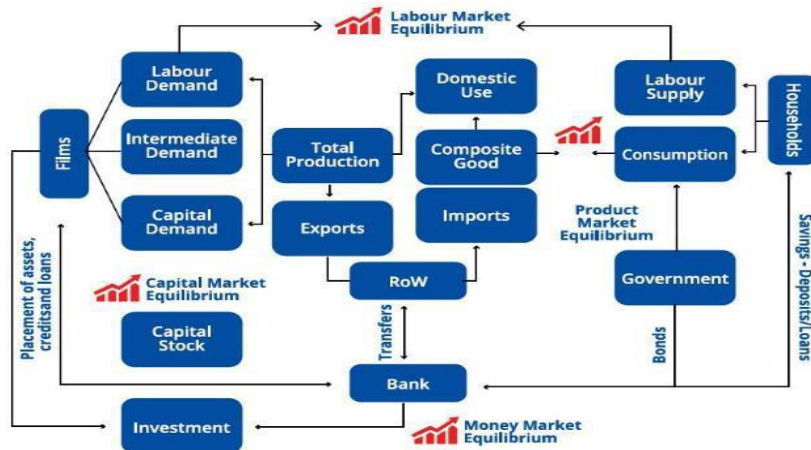 Labour Market
Equilibrium
Labour
Demand
Domestic
Use
Labour
Supply
Households
Films
Intermediate
Demand
Total
Production
Composite
Good
Consumption
Capital
Demand
Exports
Imports
Product
Market
Equilibrium
Government
Capital Market
Equilibrium
RoW
Placement of assets,
creditsand loans
Capital
Stock
Transfers
Bonds
Savings - Deposits/Loans
Bank
Investment
Money Market
Equilibrium